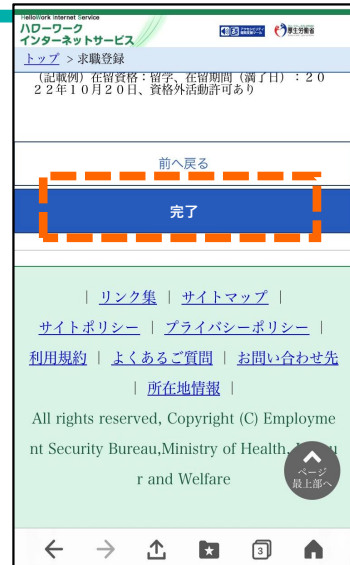 HelloWork Internet Service
ハローワーク
インターネットサービス
厚生労働省
トップ > 求職登録
（記載例）在留資格：留学、在留期間（満了日）：20
22年10月20日、資格外活動許可あり
前へ戻る
完了
| リンク集 | サイトマップ |
サイトポリシー | プライバシーポリシー |
利用規約 | よくあるご質問 | お問い合わせ先
| 所在地情報 |
All rights reserved, Copyright (C) Employme
nt Security Bureau,Ministry of Health,
r and Welfare
ページ
最上部へ
3